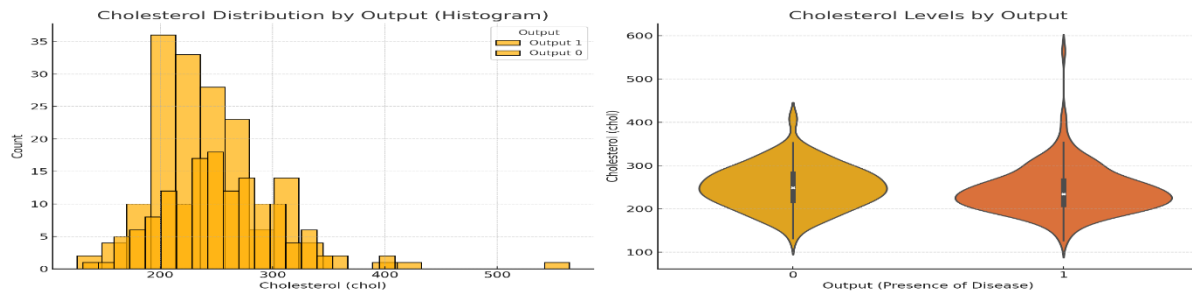 Cholesterol Distribution by Output (Histogram)
Output
Output 1
Output 0
Count
35
30
25
20
15
10
5
0
200
300
400
500
Cholesterol (chol)
Cholesterol Levels by Output
Cholesterol (chol)
600
500
400
300
200
100
0
1
Output (Presence of Disease)